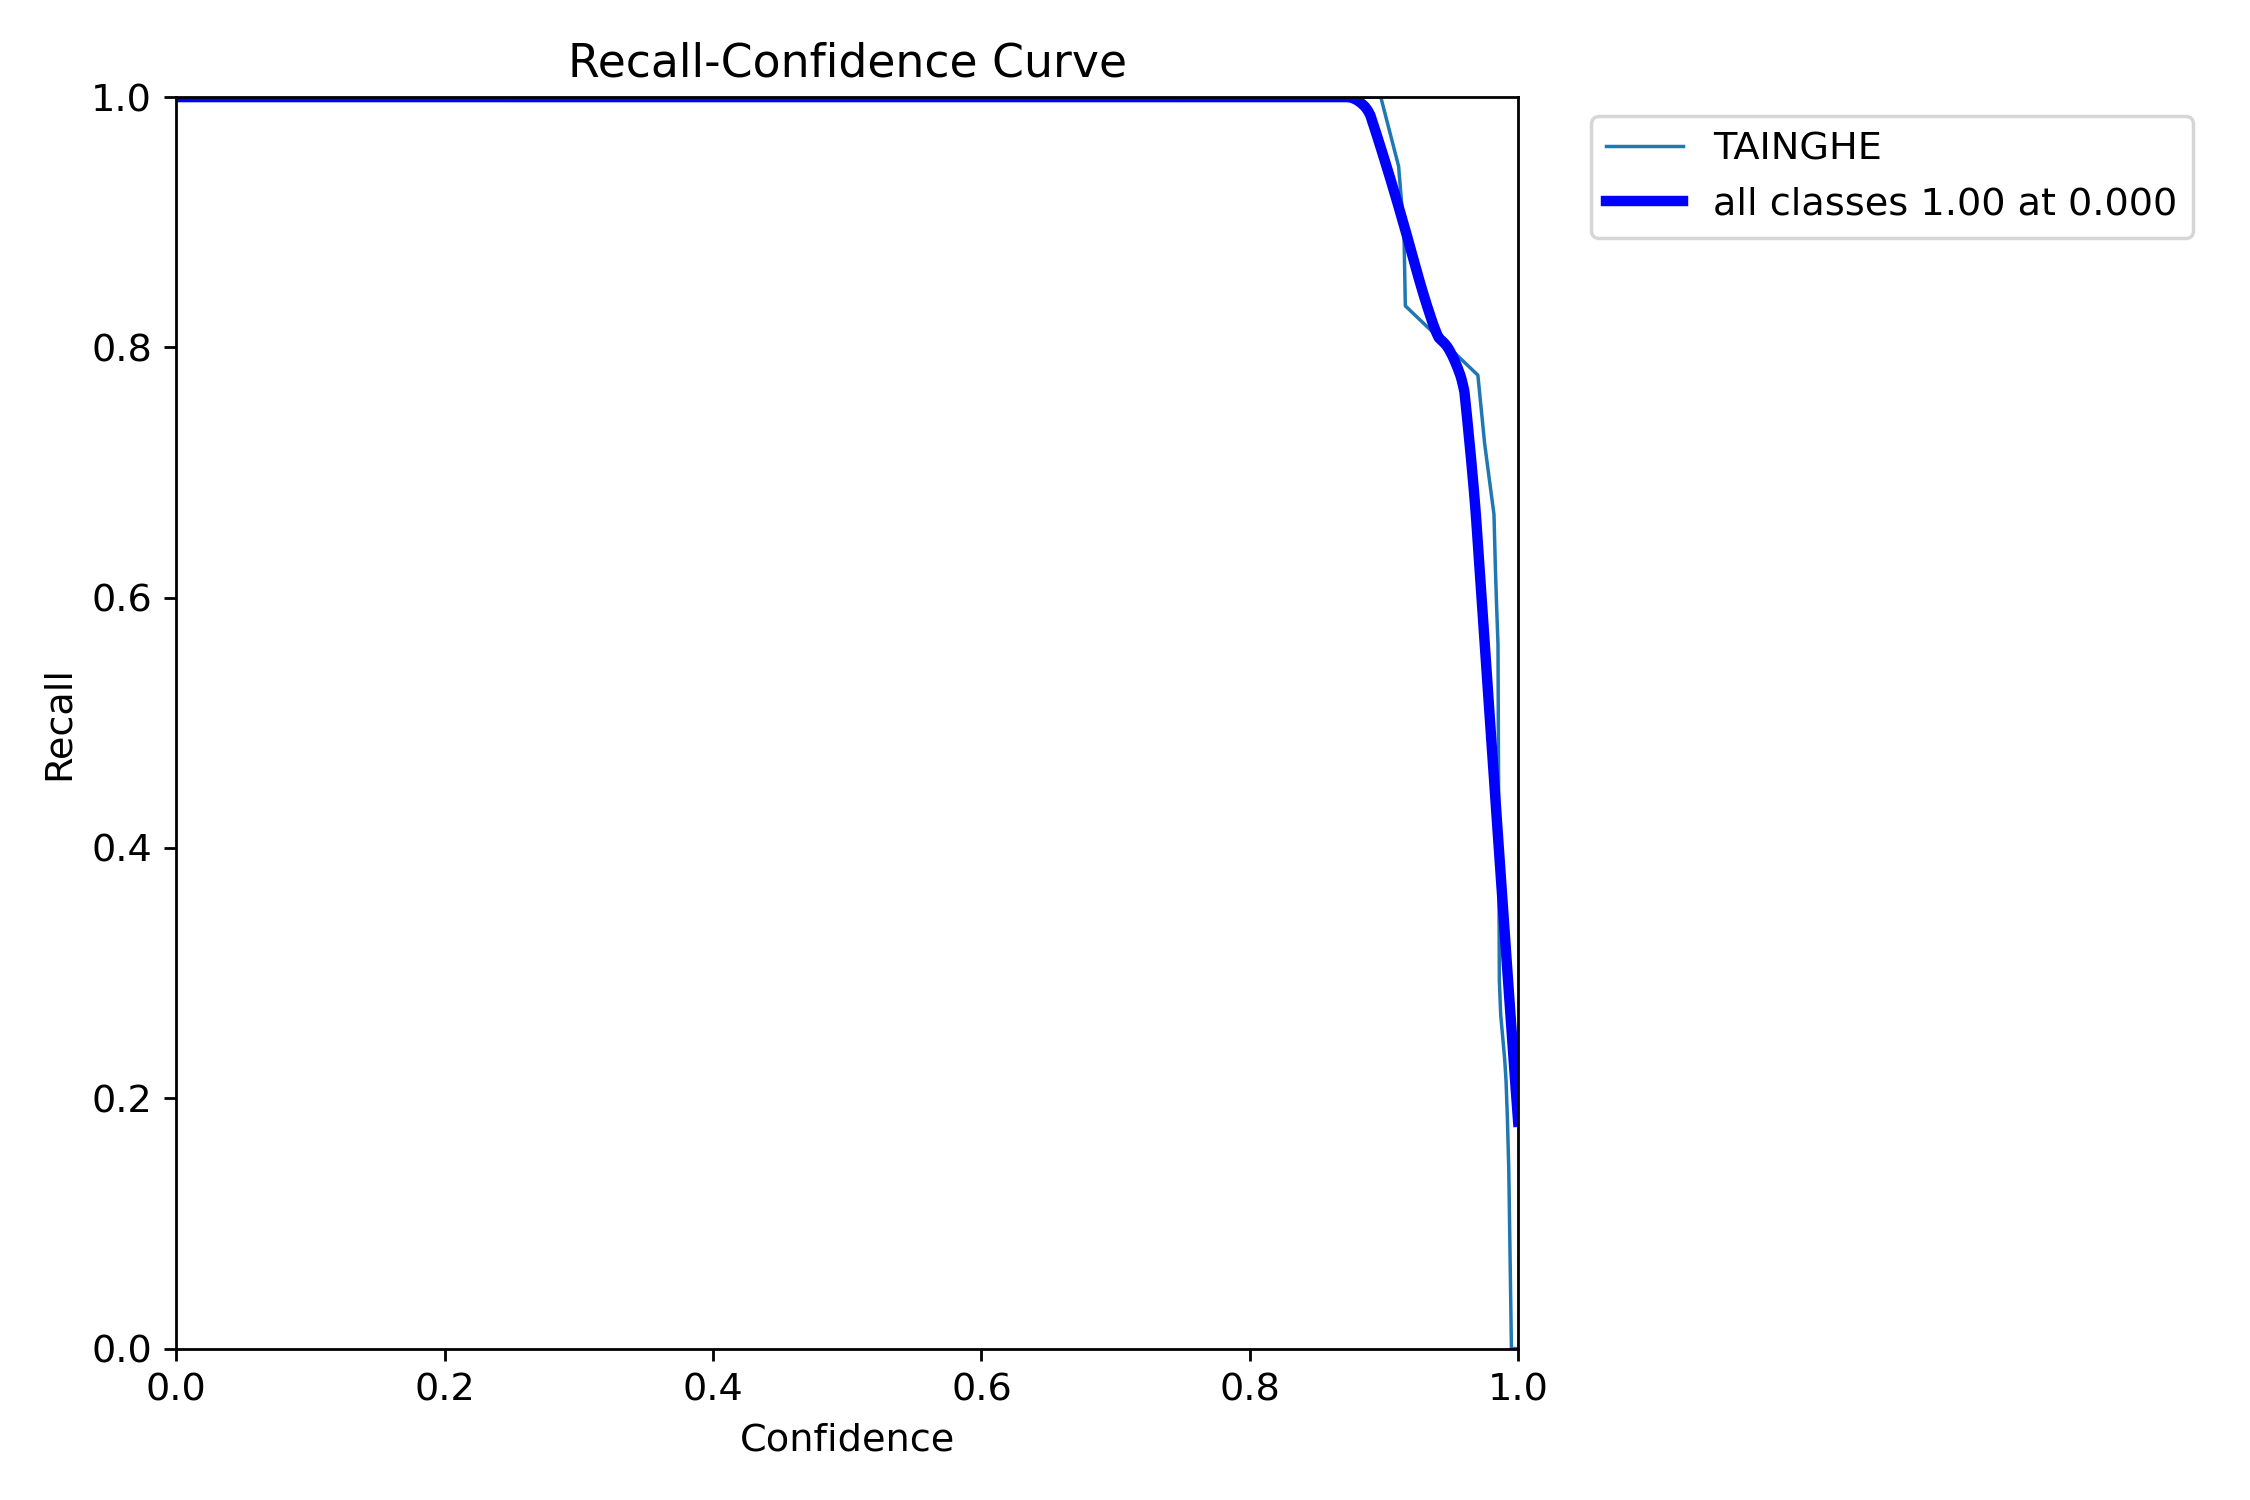 Recall-Confidence Curve
1.0
0.8
0.6
0.4
0.2
0.0
Recall
0.0 0.2 0.4 0.6 0.8 1.0
Confidence
TAINGHE
all classes 1.00 at 0.000